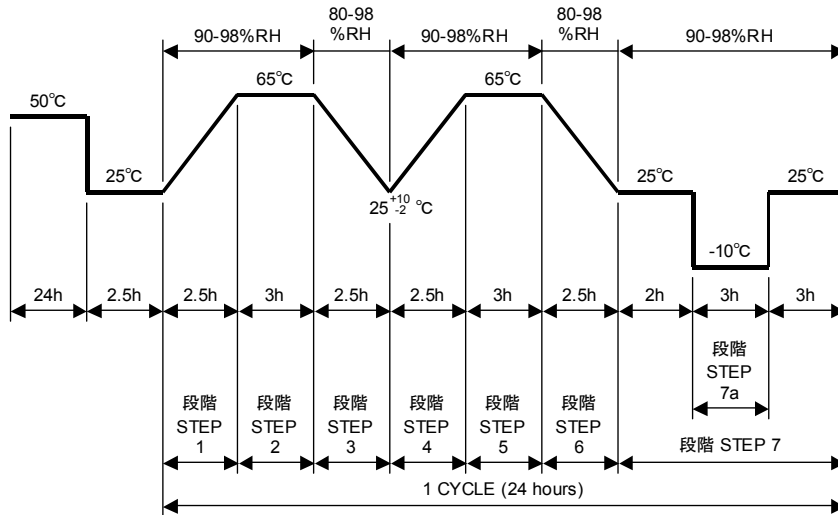 80-98
%RH
80-98
%RH
90-98%RH
90-98%RH
90-98%RH
65°C
65°C
50°C
25°C
25 +10 -2 °C
25°C
25°C
-10°C
24h
2.5h
2.5h
3h
2.5h
2.5h
3h
2.5h
2h
3h
3h
段階
STEP
7a
段階
STEP
1
段階
STEP
2
段階
STEP
3
段階
STEP
4
段階
STEP
5
段階
STEP
6
段階 STEP 7
1 CYCLE (24 hours)